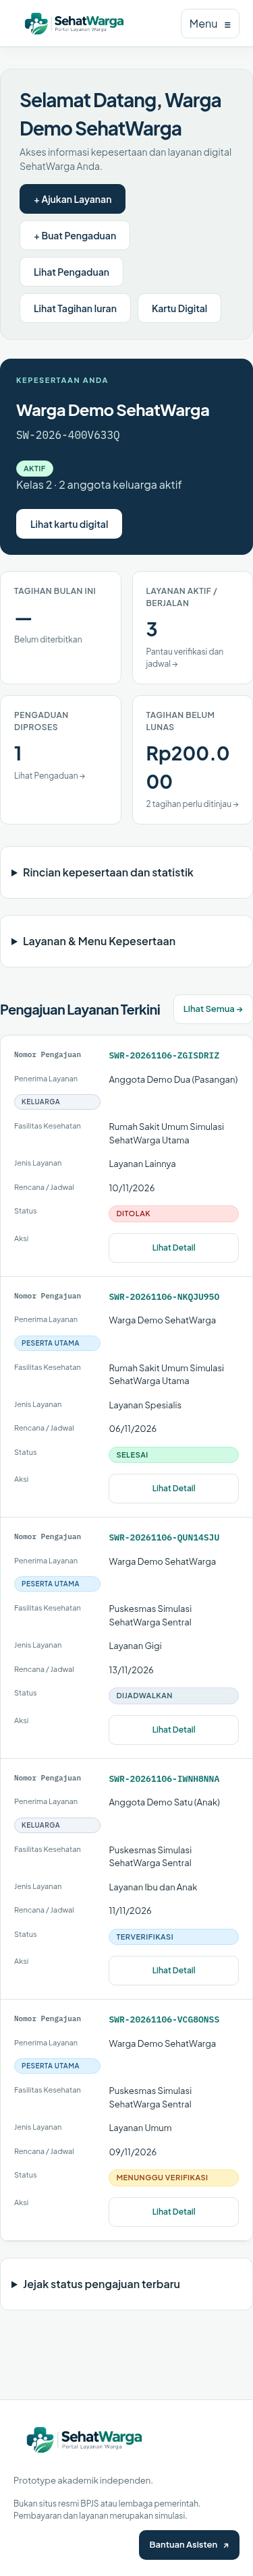 SehatWarga
Portal Layanan Warga
Menu ≡
Selamat Datang, Warga
Demo SehatWarga
Akses informasi kepesertaan dan layanan digital
SehatWarga Anda.
+ Ajukan Layanan
+ Buat Pengaduan
Lihat Pengaduan
Lihat Tagihan Iuran
Kartu Digital
KEPESERTAAN ANDA
Warga Demo SehatWarga
SW-2026-400V633Q
AKTIF
Kelas 2 · 2 anggota keluarga aktif
Lihat kartu digital
TAGIHAN BULAN INI
—
Belum diterbitkan
LAYANAN AKTIF /
BERJALAN
3
Pantau verifikasi dan
jadwal →
PENGADUAN
DIPROSES
1
Lihat Pengaduan →
TAGIHAN BELUM
LUNAS
Rp200.0
00
2 tagihan perlu ditinjau →
▶ Rincian kepesertaan dan statistik
▶ Layanan & Menu Kepesertaan
Pengajuan Layanan Terkini
Lihat Semua →
Nomor Pengajuan SWR-20261106-ZGISDRIZ
Penerima Layanan Anggota Demo Dua (Pasangan)
KELUARGA
Fasilitas Kesehatan Rumah Sakit Umum Simulasi
SehatWarga Utama
Jenis Layanan Layanan Lainnya
Rencana / Jadwal 10/11/2026
Status DITOLAK
Aksi Lihat Detail
Nomor Pengajuan SWR-20261106-NKQJU95O
Penerima Layanan Warga Demo SehatWarga
PESERTA UTAMA
Fasilitas Kesehatan Rumah Sakit Umum Simulasi
SehatWarga Utama
Jenis Layanan Layanan Spesialis
Rencana / Jadwal 06/11/2026
Status SELESAI
Aksi Lihat Detail
Nomor Pengajuan SWR-20261106-QUN14SJU
Penerima Layanan Warga Demo SehatWarga
PESERTA UTAMA
Fasilitas Kesehatan Puskesmas Simulasi
SehatWarga Sentral
Jenis Layanan Layanan Gigi
Rencana / Jadwal 13/11/2026
Status DIJADWALKAN
Aksi Lihat Detail
Nomor Pengajuan SWR-20261106-IWNH8NNA
Penerima Layanan Anggota Demo Satu (Anak)
KELUARGA
Fasilitas Kesehatan Puskesmas Simulasi
SehatWarga Sentral
Jenis Layanan Layanan Ibu dan Anak
Rencana / Jadwal 11/11/2026
Status TERVERIFIKASI
Aksi Lihat Detail
Nomor Pengajuan SWR-20261106-VCG8ONSS
Penerima Layanan Warga Demo SehatWarga
PESERTA UTAMA
Fasilitas Kesehatan Puskesmas Simulasi
SehatWarga Sentral
Jenis Layanan Layanan Umum
Rencana / Jadwal 09/11/2026
Status MENUNGGU VERIFIKASI
Aksi Lihat Detail
▶ Jejak status pengajuan terbaru
SehatWarga
Portal Layanan Warga
Prototype akademik independen.
Bukan situs resmi BPJS atau lembaga pemerintah.
Pembayaran dan layanan merupakan simulasi.
Bantuan Asisten ↗